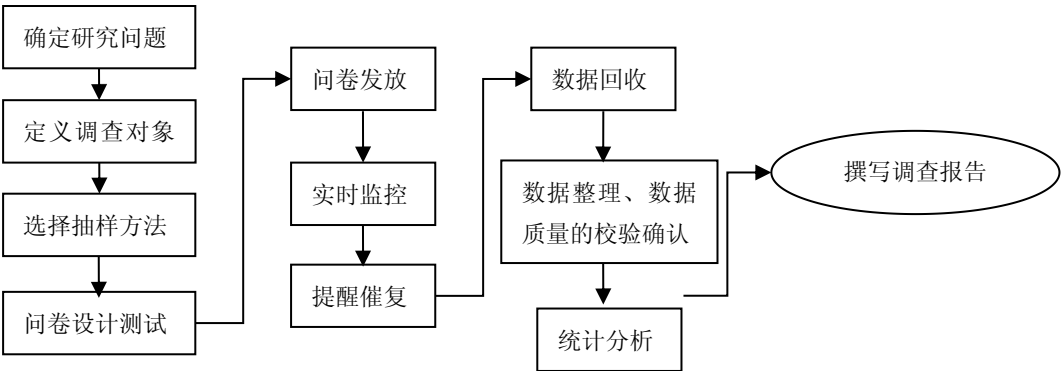 确定研究问题
定义调查对象
选择抽样方法
问卷设计测试
问卷发放
实时监控
提醒催复
数据回收
数据整理、数据
质量的校验确认
统计分析
撰写调查报告